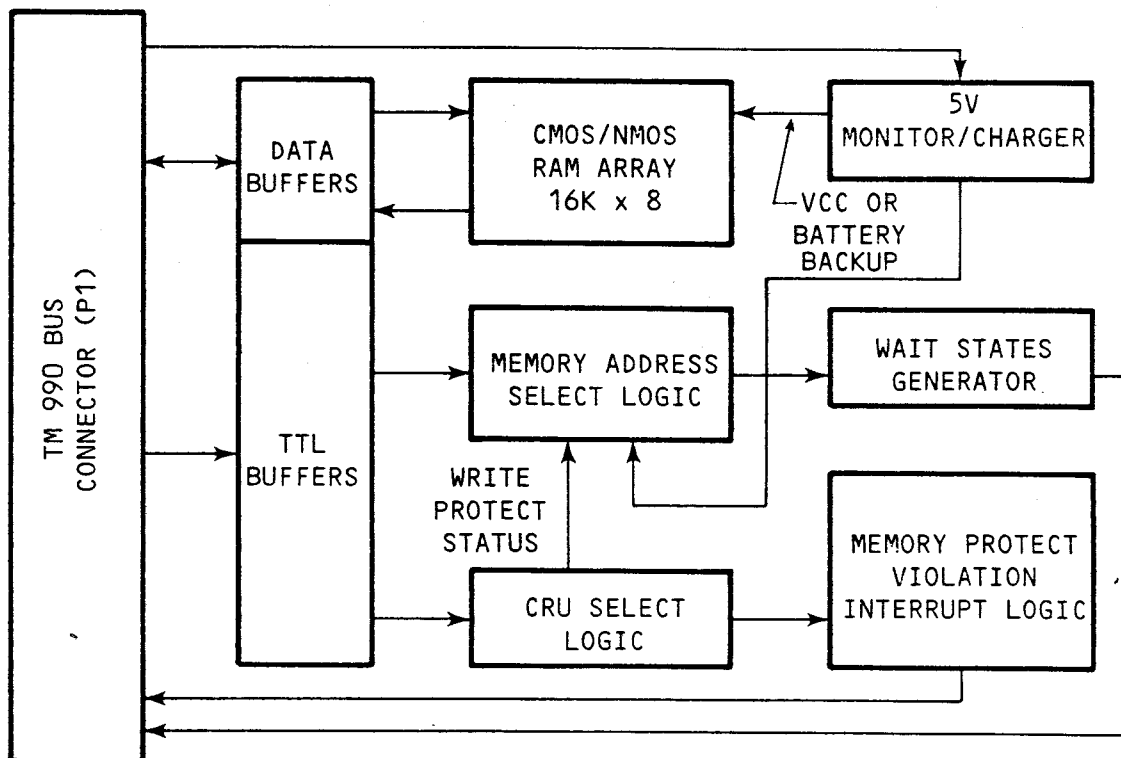 TM 990 BUS
CONNECTOR (P1)
DATA
BUFFERS
TTL
BUFFERS
CMOS/NMOS
RAM ARRAY
16K x 8
5V
MONITOR/CHARGER
VCC OR
BATTERY
BACKUP
MEMORY ADDRESS
SELECT LOGIC
WAIT STATES
GENERATOR
WRITE
PROTECT
STATUS
CRU SELECT
LOGIC
MEMORY PROTECT
VIOLATION
INTERRUPT LOGIC